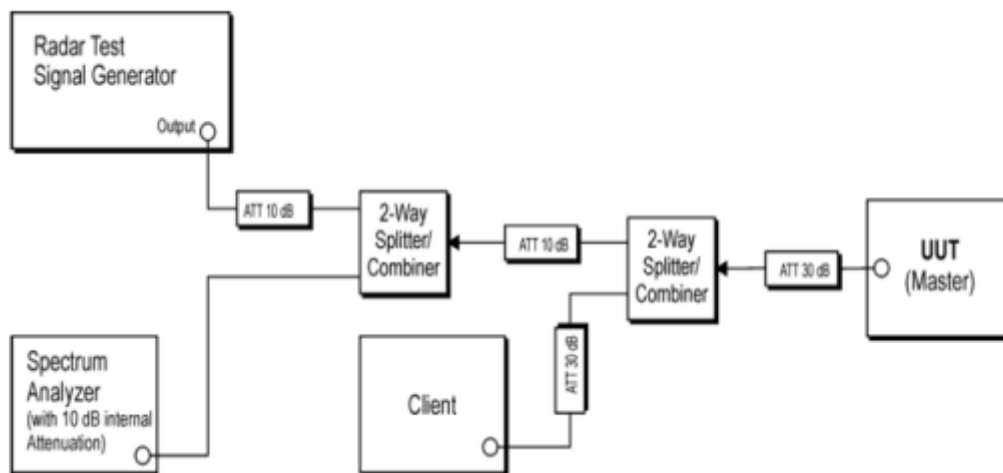 Radar Test
Signal Generator
Output
ATT 10 dB
2-Way
Splitter/
Combiner
ATT 10 dB
2-Way
Splitter/
Combiner
ATT 30 dB
UUT
(Master)
Spectrum
Analyzer
(with 10 dB internal
Attenuation)
Client
ATT 30 dB